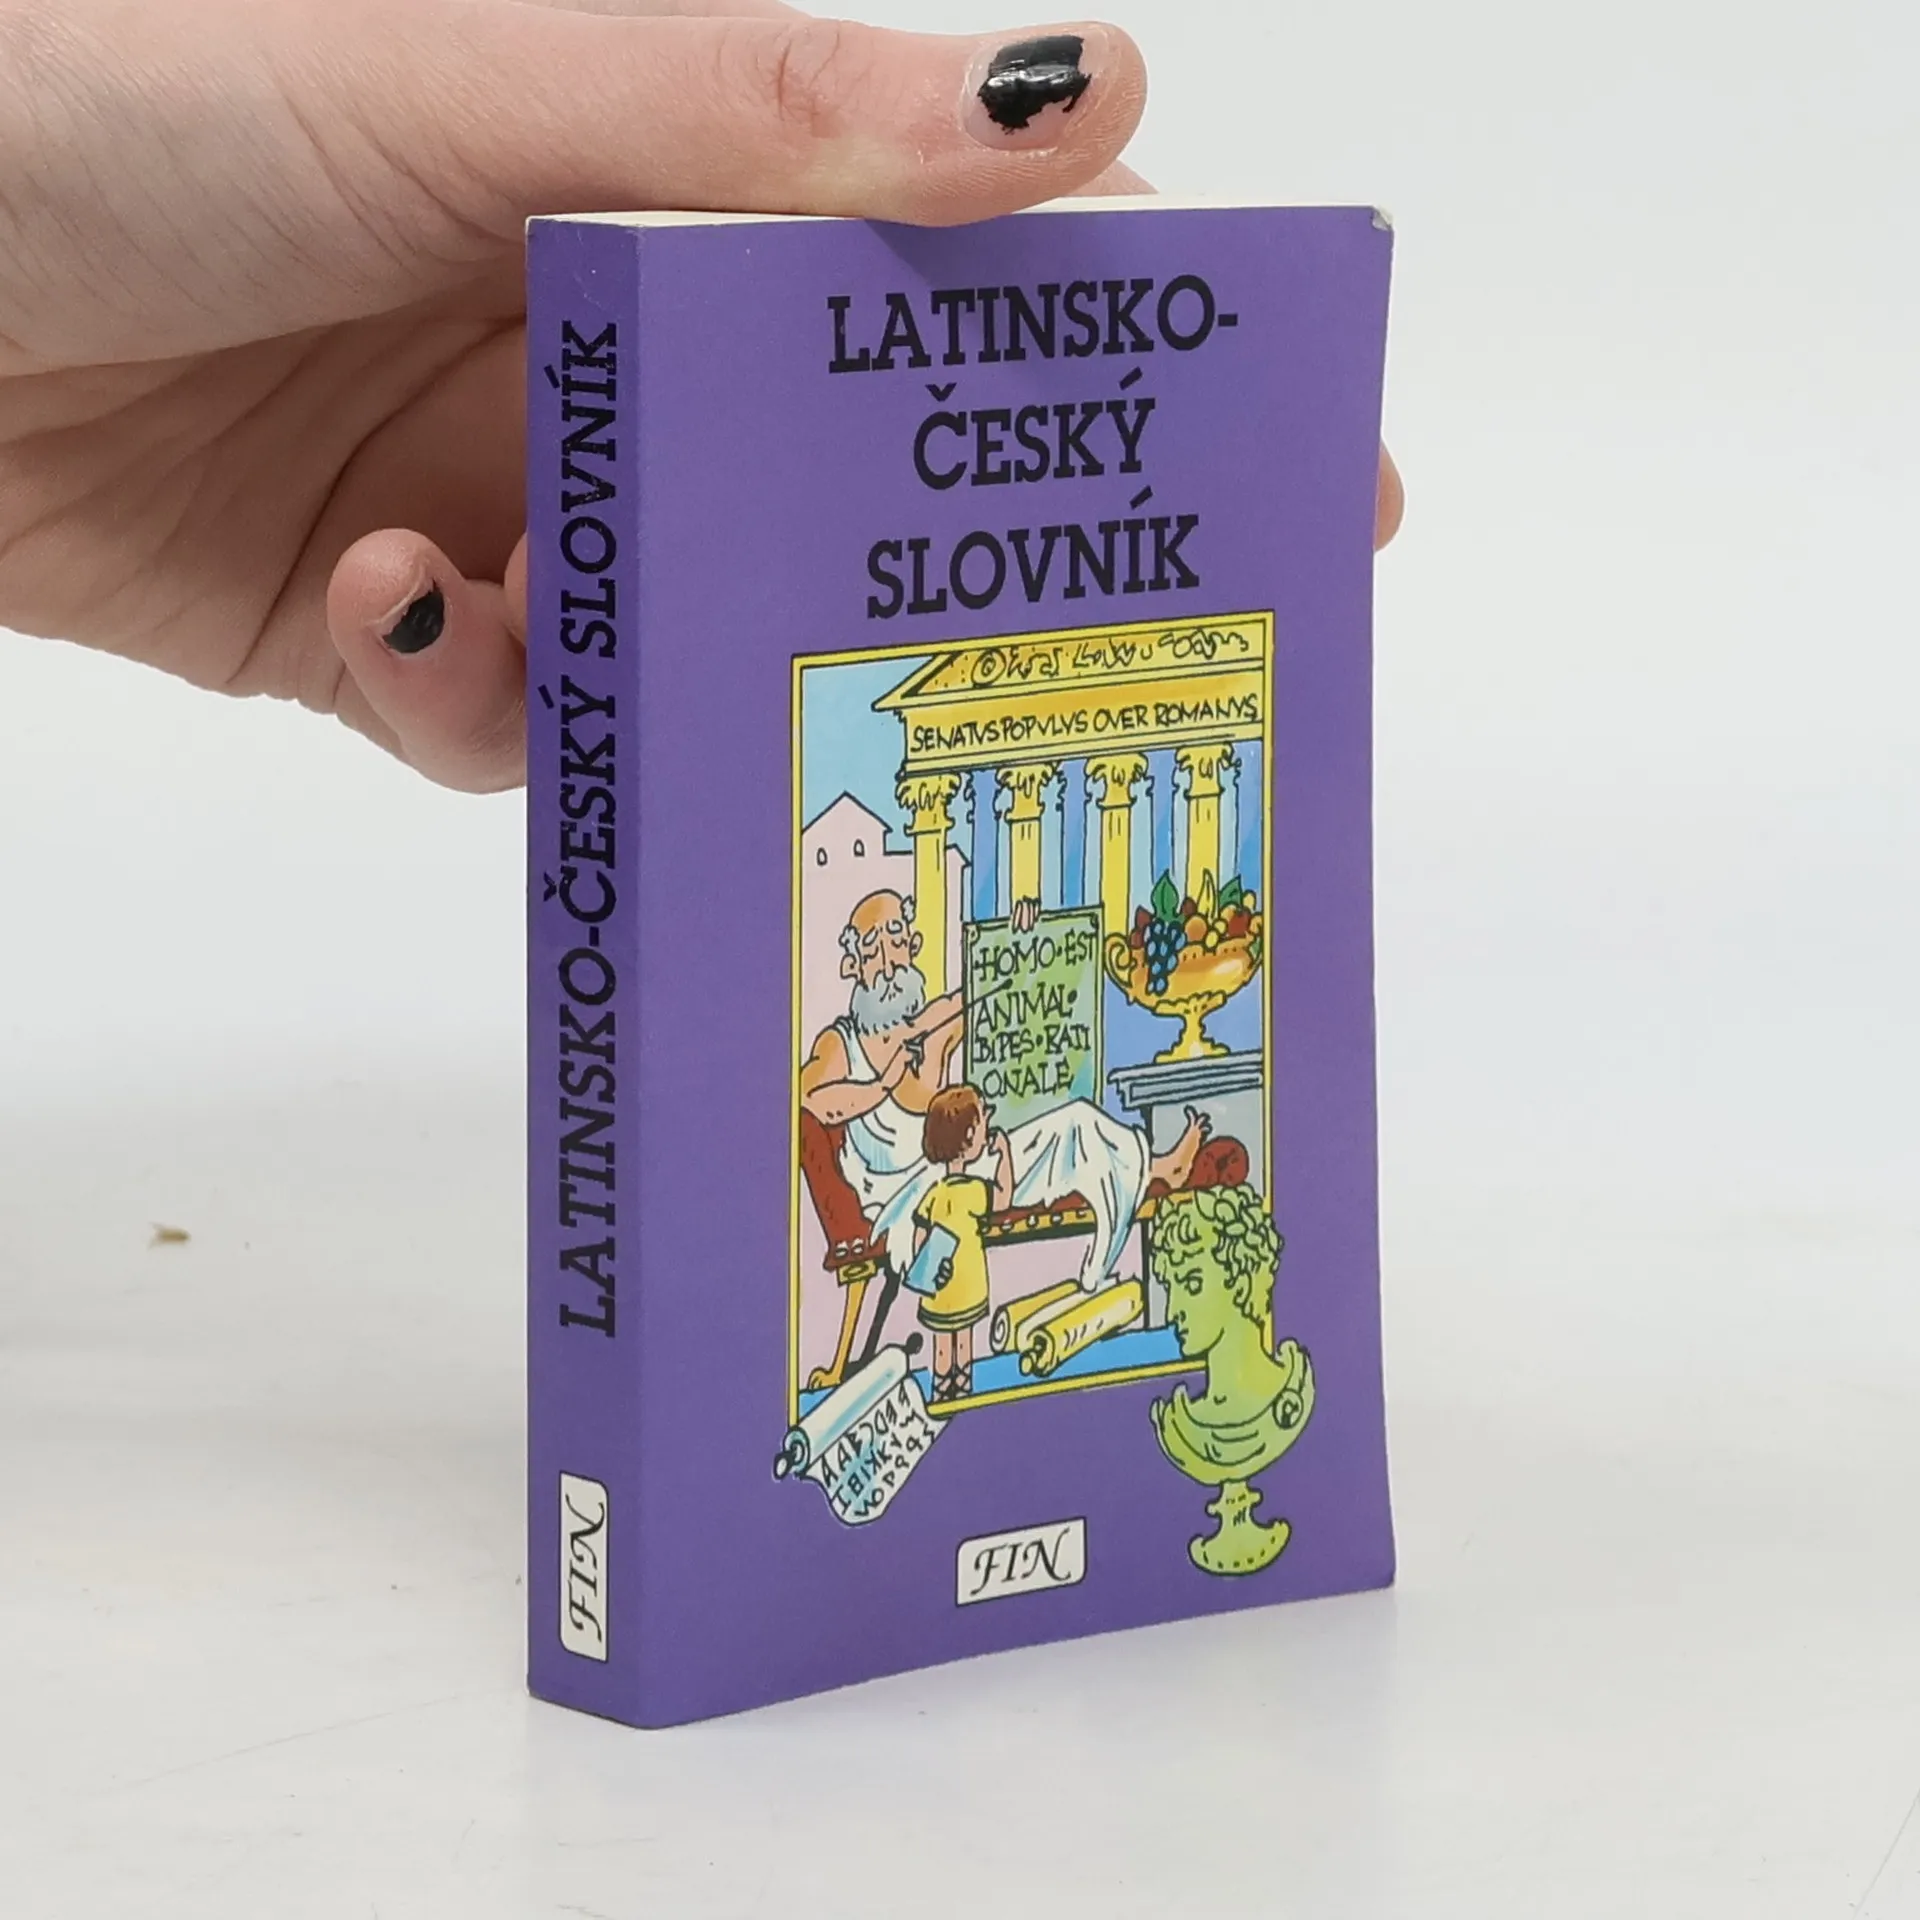 LATINSKO-ČESKÝ SLOVNÍK
FIN
LATINSKO-
ČESKÝ
SLOVNÍK
SENATVS POPVLVS OVER ROMANVS
·HOMO·EST
ANIMAL·
BIPES·RATI
ONALE
FIN